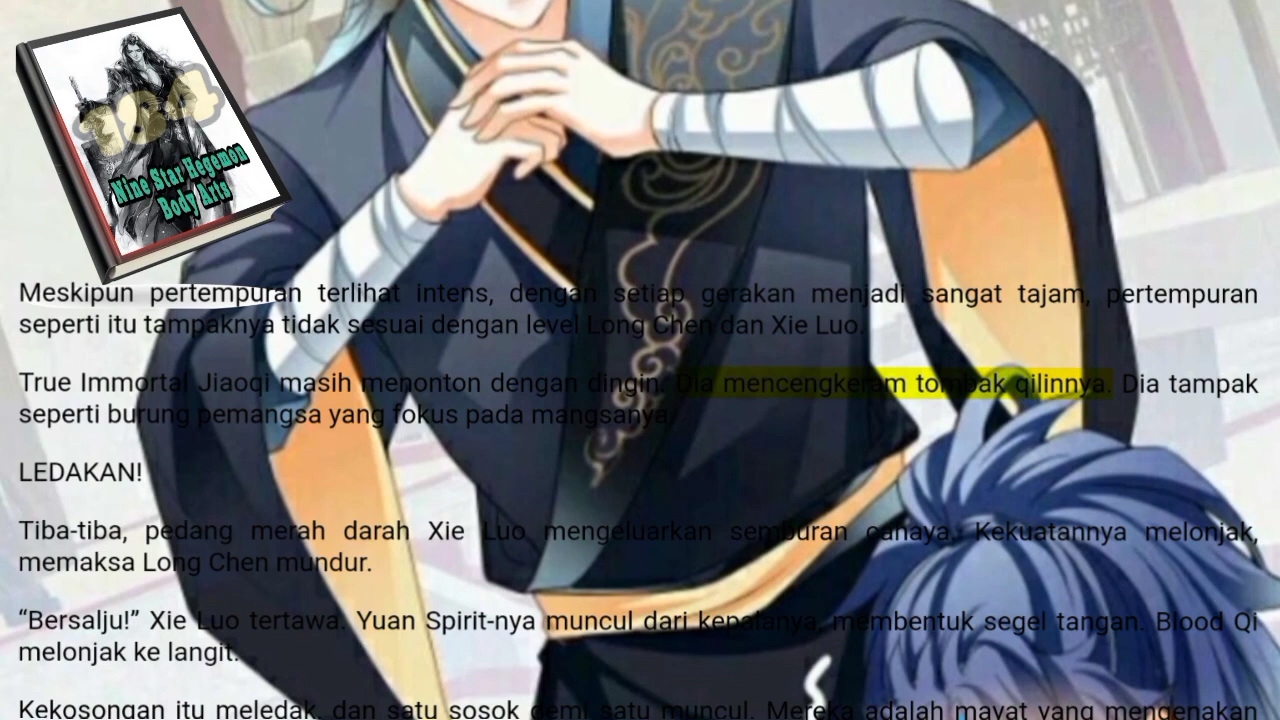 184
Nine Star Hegemon
Body Arts
Meskipun pertempuran terlihat intens, dengan setiap gerakan menjadi sangat tajam, pertempuran
seperti itu tampaknya tidak sesuai dengan level Long Chen dan Xie Luo.
True Immortal Jiaoqi masih menonton dengan dingin. Dia mencengkeram tombak qilinnya. Dia tampak
seperti burung pemangsa yang fokus pada mangsanya.
LEDAKAN!
Tiba-tiba, pedang merah darah Xie Luo mengeluarkan semburan cahaya. Kekuatannya melonjak,
memaksa Long Chen mundur.
“Bersalju!” Xie Luo tertawa. Yuan Spirit-nya muncul dari kepalanya, membentuk segel tangan. Blood Qi
melonjak ke langit.
Kekosongan itu meledak, dan satu sosok demi satu muncul. Mereka adalah mayat yang mengenakan